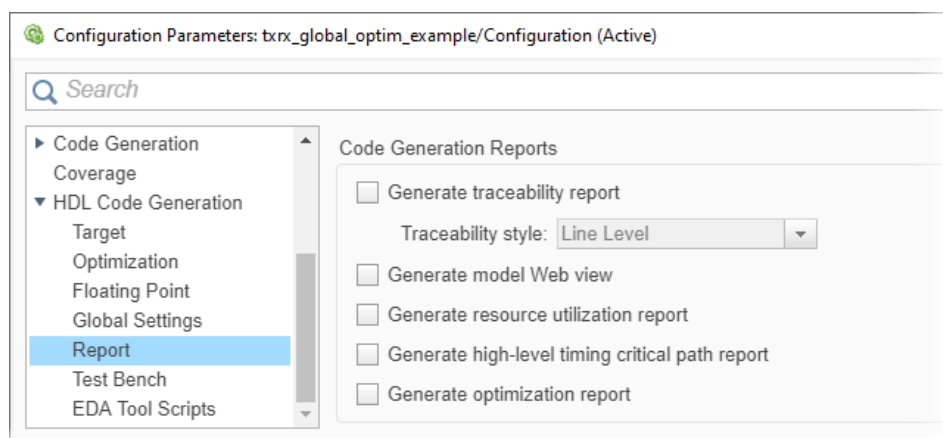 Configuration Parameters: txrx_global_optim_example/Configuration (Active)
Search
Code Generation
Coverage
HDL Code Generation
Target
Optimization
Floating Point
Global Settings
Report
Test Bench
EDA Tool Scripts
Code Generation Reports
Generate traceability report
Traceability style: Line Level
Generate model Web view
Generate resource utilization report
Generate high-level timing critical path report
Generate optimization report